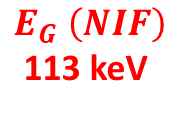 E_G (NIF)
113 keV